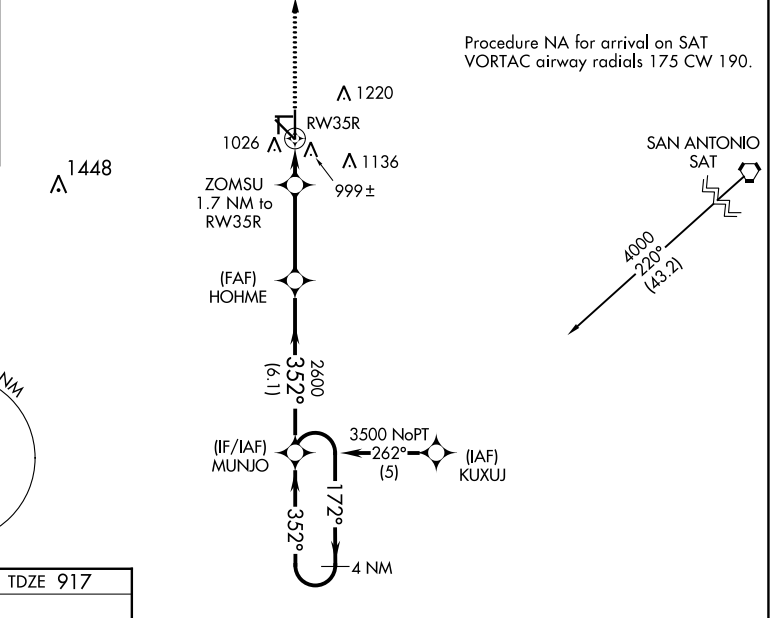 Procedure NA for arrival on SAT
VORTAC airway radials 175 CW 190.
1220
RW35R
1026
1136
999±
1448
SAN ANTONIO
SAT
ZOMSU
1.7 NM to
RW35R
4000
220°
(43.2)
(FAF)
HOHME
2600
352°
(6.1)
NM
(IF/IAF)
MUNJO
3500 NoPT
262°
(5)
(IAF)
KUXUJ
172°
352°
4 NM
TDZE 917